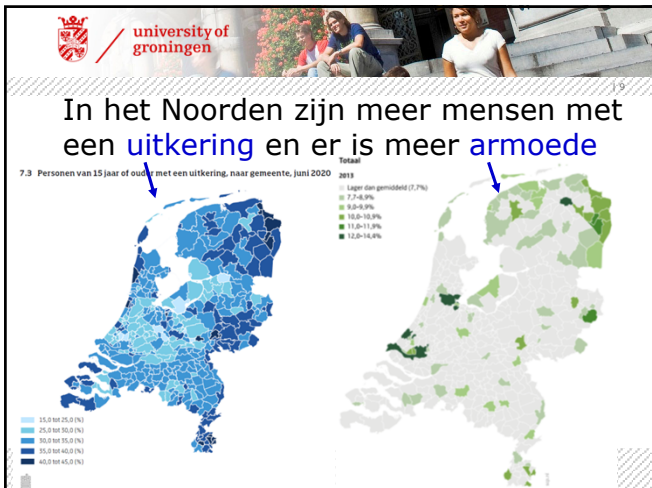 university of
groningen
| 9
In het Noorden zijn meer mensen met
een uitkering en er is meer armoede
7.3 Personen van 15 jaar of ouder met een uitkering, naar gemeente, juni 2020
Totaal
2013
Lager dan gemiddeld (7,7%)
7,7-8,9%
9,0-9,9%
10,0-10,9%
11,0-11,9%
12,0-14,4%
15,0 tot 25,0 (%)
25,0 tot 30,0 (%)
30,0 tot 35,0 (%)
35,0 tot 40,0 (%)
40,0 tot 45,0 (%)